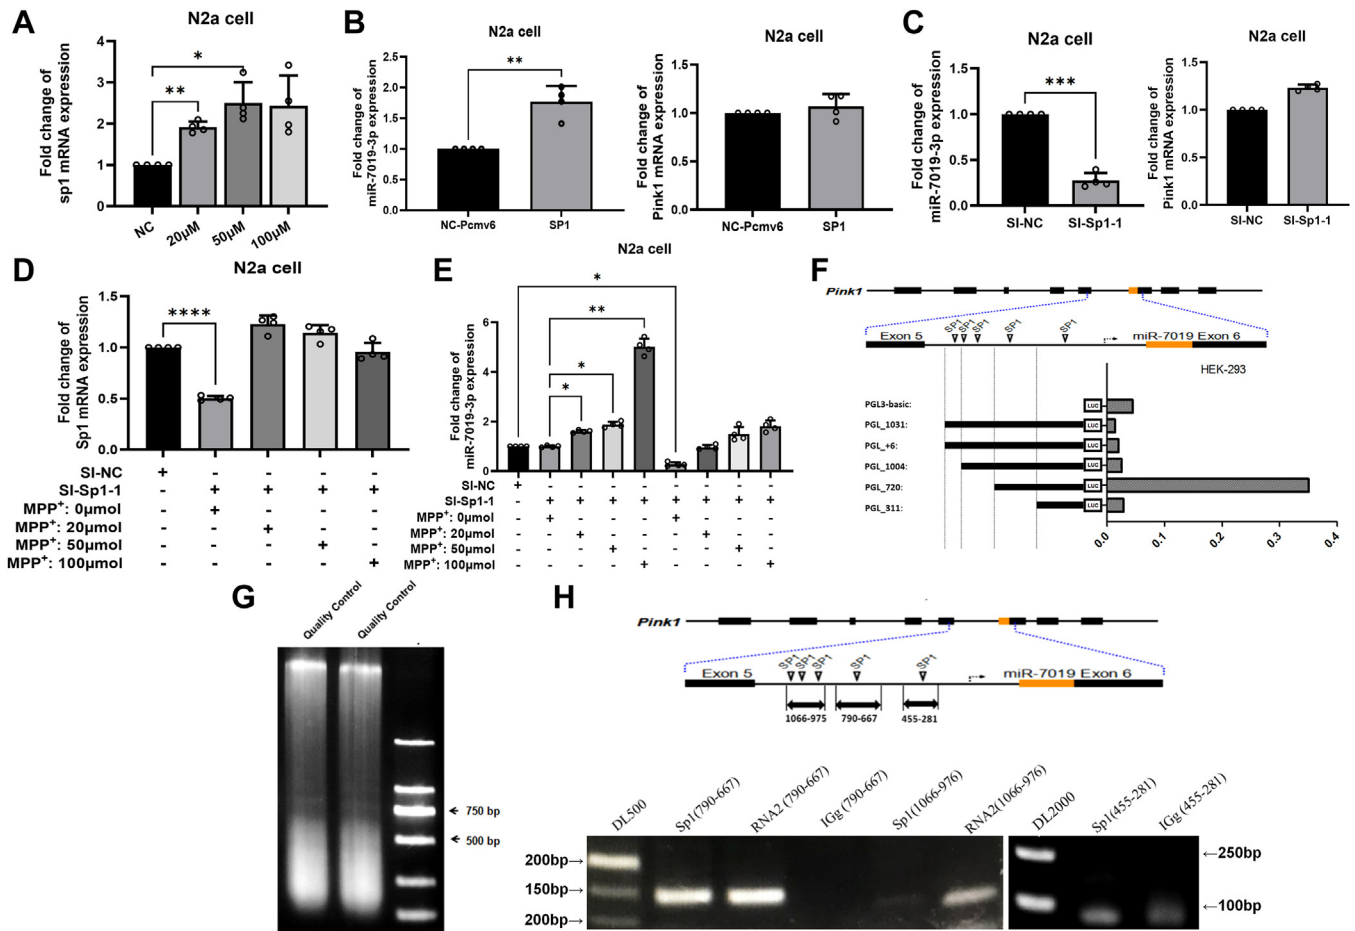 A
N2a cell
Fold change of
sp1 mRNA expression
4
3
2
1
0
*
**
NC
20μM
50μM
100μM
B
N2a cell
Fold change of
miR-7019-3p expression
2.5
2.0
1.5
1.0
0.5
0.0
**
NC-Pcmv6
SP1
N2a cell
Fold change of
Pink1 mRNA expression
1.5
1.0
0.5
0.0
NC-Pcmv6
SP1
C
N2a cell
Fold change of
miR-7019-3p expression
1.5
1.0
0.5
0.0
***
SI-NC
SI-Sp1-1
N2a cell
Fold change of
Pink1 mRNA expression
1.5
1.0
0.5
0.0
SI-NC
SI-Sp1-1
D
N2a cell
Fold change of
Sp1 mRNA expression
1.5
1.0
0.5
0.0
****
SI-NC + - - - -
SI-Sp1-1 - + + + +
MPP+: 0μmol - + - - -
MPP+: 20μmol - - + - -
MPP+: 50μmol - - - + -
MPP+: 100μmol - - - - +
E
N2a cell
Fold change of
miR-7019-3p expression
6
4
2
0
*
**
*
*
SI-NC + - - - - - - - -
SI-Sp1-1 - + + + + + + + +
MPP+: 0μmol - + - - - + - - -
MPP+: 20μmol - - + - - - + - -
MPP+: 50μmol - - - + - - - + -
MPP+: 100μmol - - - - + - - - +
F
Pink1
SP1 SP1 SP1 SP1 SP1
Exon 5
miR-7019 Exon 6
HEK-293
PGL3-basic: LUC
PGL_1031: LUC
PGL_+6: LUC
PGL_1004: LUC
PGL_720: LUC
PGL_311: LUC
0.0 0.1 0.2 0.3 0.4
G
Quality Control
Quality Control
750 bp
500 bp
H
Pink1
SP1 SP1 SP1 SP1 SP1
Exon 5
miR-7019 Exon 6
1066-975 790-667 455-281
DL500
Sp1(790-667)
RNA2 (790-667)
IGg (790-667)
Sp1(1066-976)
RNA2(1066-976)
DL2000
Sp1(455-281)
IGg (455-281)
200bp→
150bp→
200bp→
←250bp
←100bp